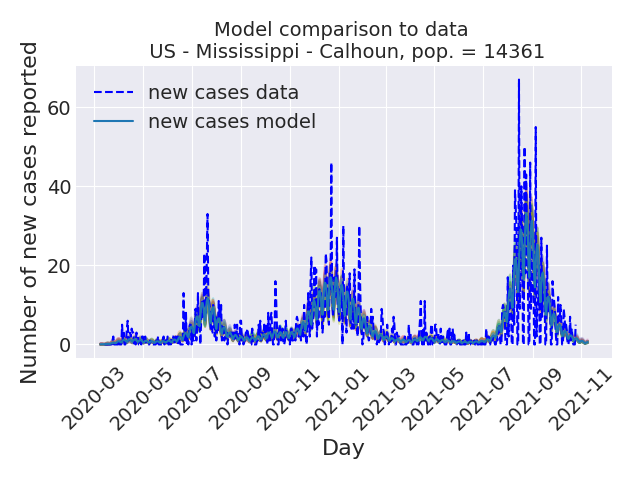 Model comparison to data
US - Mississippi - Calhoun, pop. = 14361
Number of new cases reported
new cases data
new cases model
60
40
20
0
2020-03
2020-05
2020-07
2020-09
2020-11
2021-01
2021-03
2021-05
2021-07
2021-09
2021-11
Day